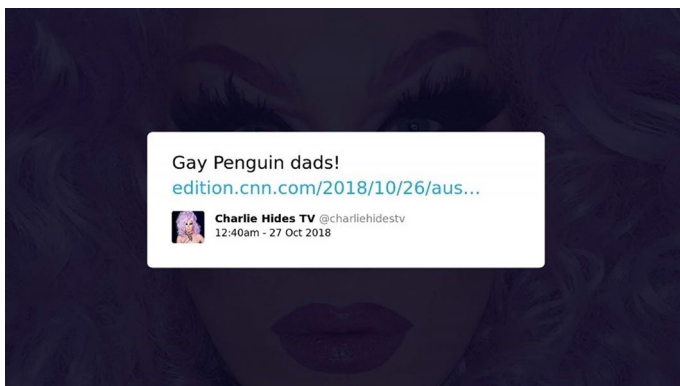 Gay Penguin dads!
edition.cnn.com/2018/10/26/aus...
Charlie Hides TV @charliehidestv
12:40am - 27 Oct 2018